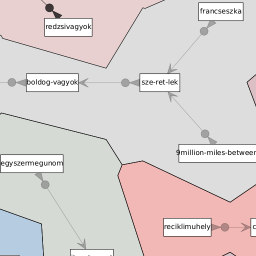 francseszka
redzsivagyok
boldog-vagyok
sze-ret-lek
9million-miles-between
egyszermegunom
reciklimuhely